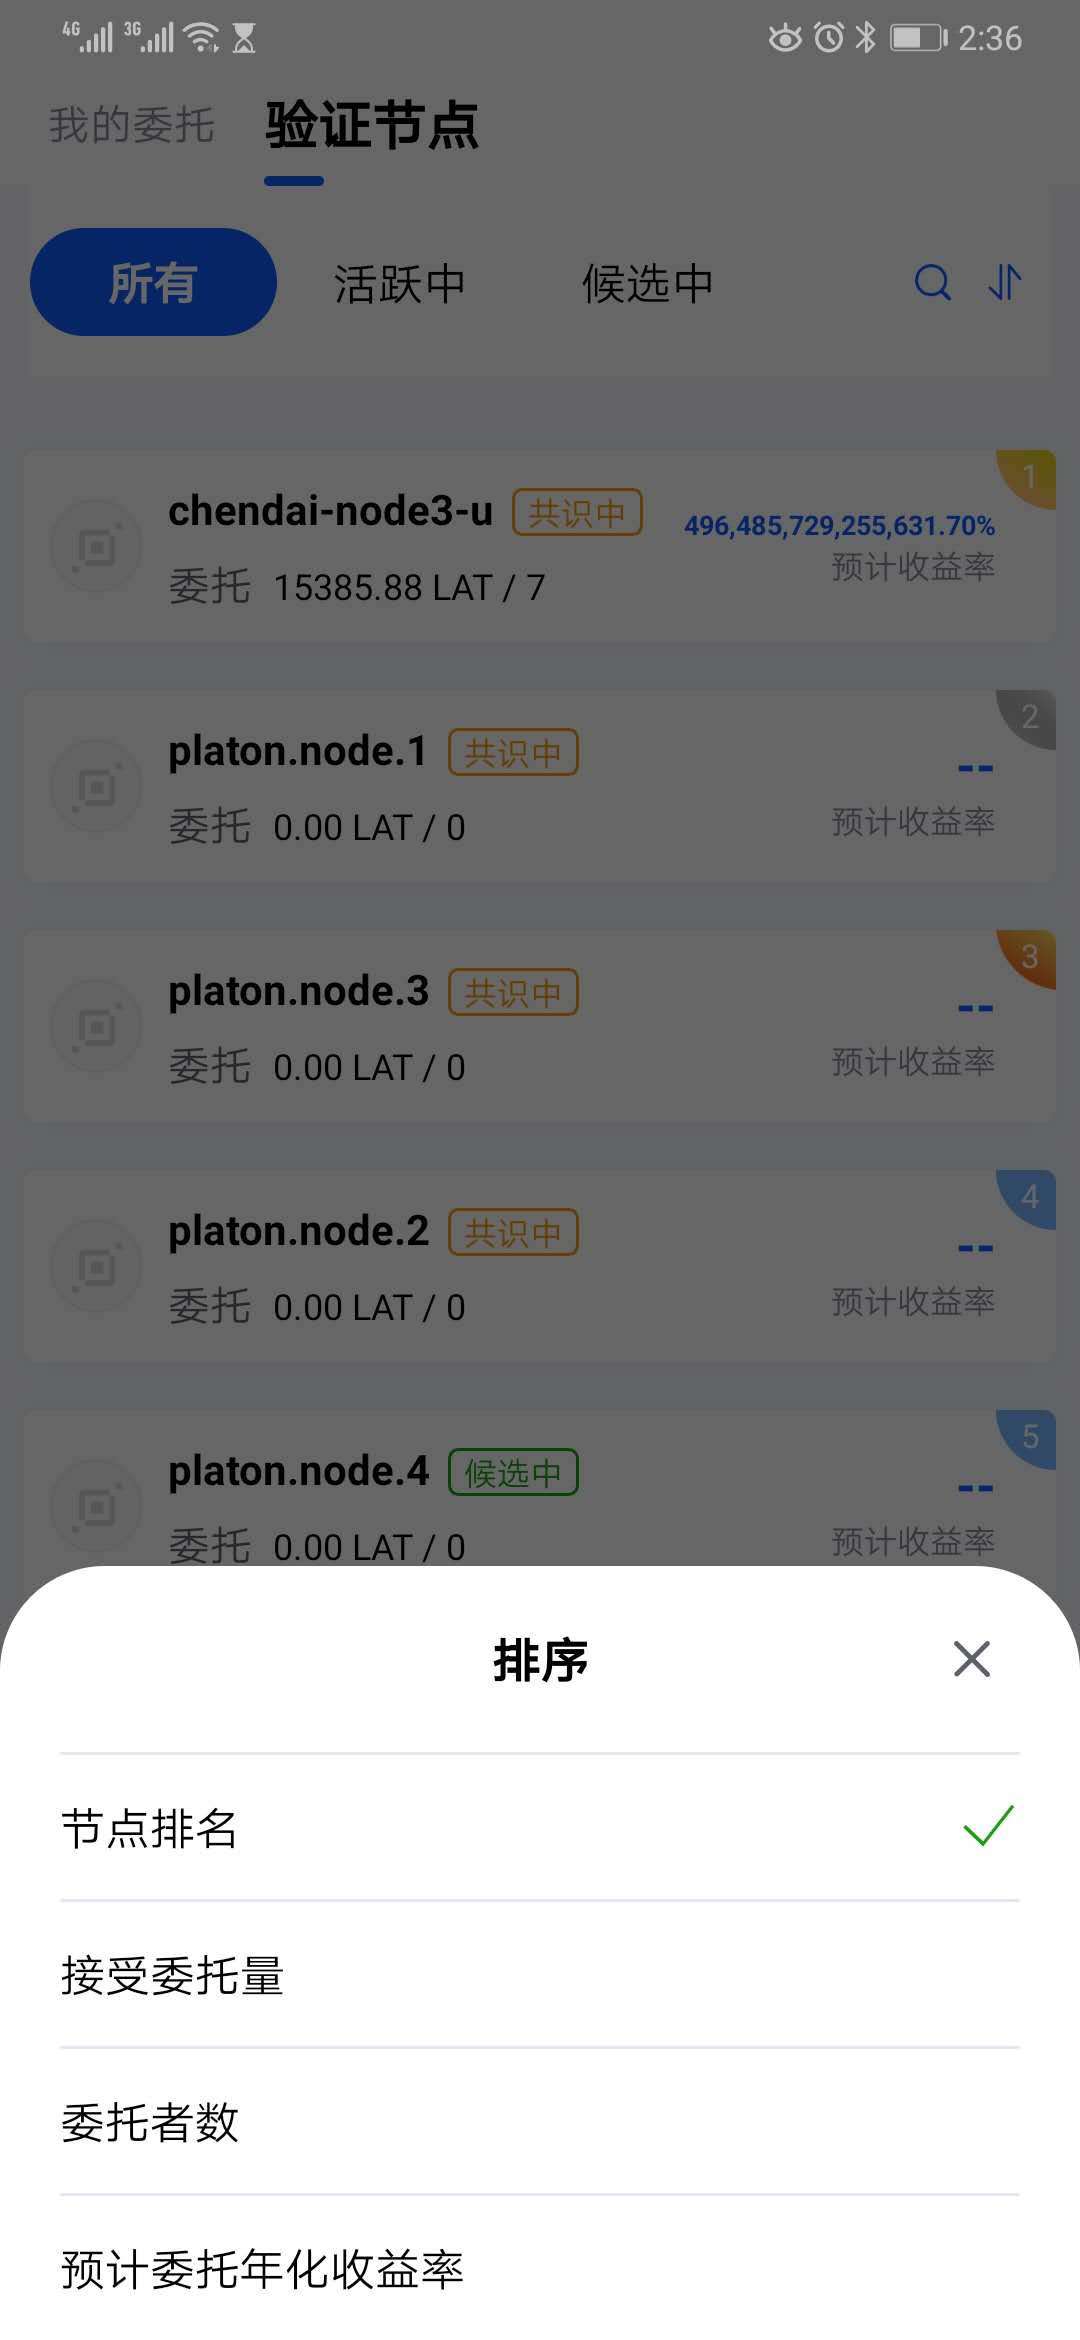 4G 3G 2:36
我的委托 验证节点
所有 活跃中 候选中
1
chendai-node3-u 共识中 496,485,729,255,631.70%
委托 15385.88 LAT / 7 预计收益率
2
platon.node.1 共识中 --
委托 0.00 LAT / 0 预计收益率
3
platon.node.3 共识中 --
委托 0.00 LAT / 0 预计收益率
4
platon.node.2 共识中 --
委托 0.00 LAT / 0 预计收益率
5
platon.node.4 候选中 --
委托 0.00 LAT / 0 预计收益率
排序
节点排名
接受委托量
委托者数
预计委托年化收益率